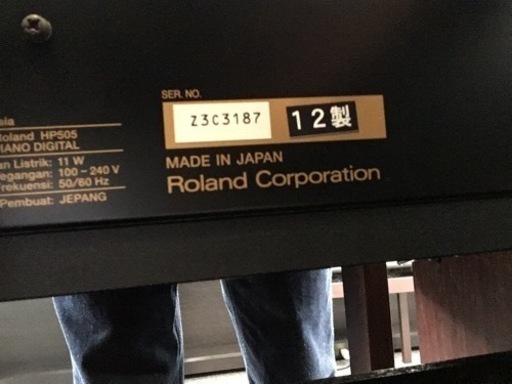 SER. NO.
Z3C3187 12製
MADE IN JAPAN
Roland Corporation
Roland HP505
PIANO DIGITAL
Listrik: 11 W
Tegangan: 100 - 240 V
Frekuensi: 50/60 Hz
Pembuat: JEPANG